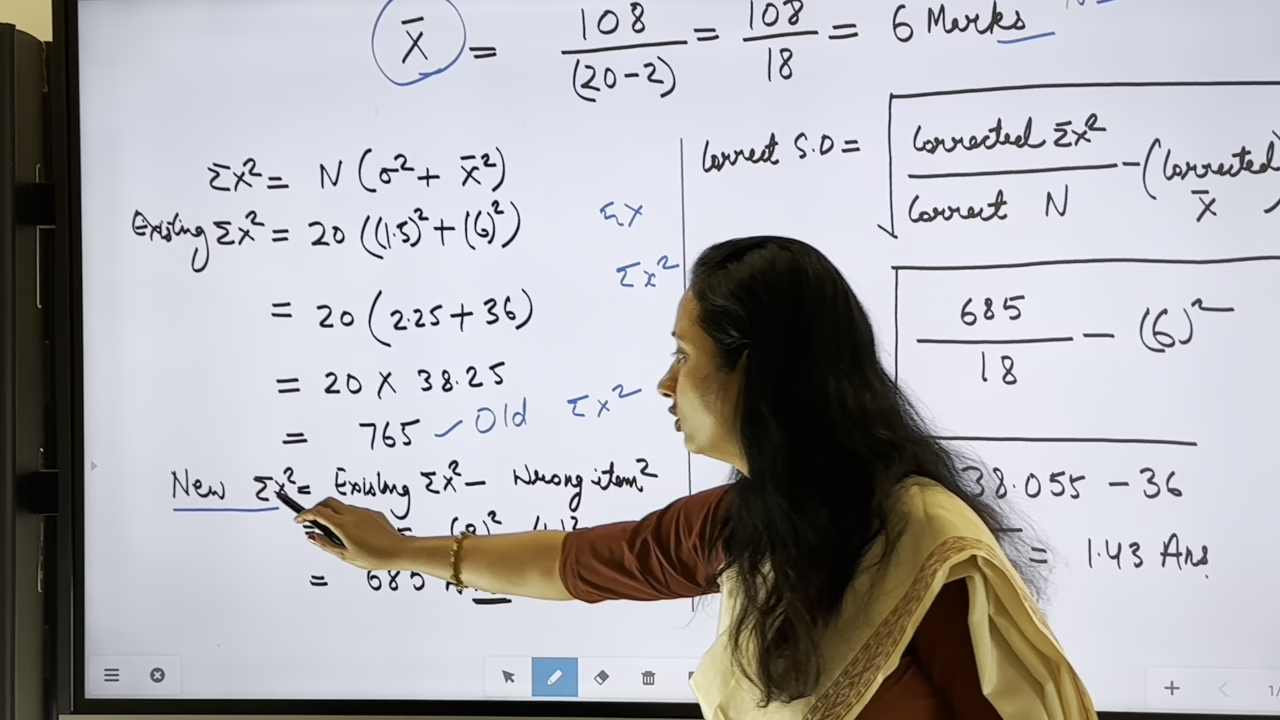 X̄ = 108/(20-2) = 108/18 = 6 Marks
Σx² = N (σ² + x̄²)
Existing Σx² = 20 ((1.5)² + (6)²)
= 20 (2.25 + 36)
= 20 X 38.25
= 765 Old Σx²
New Σx² = Existing Σx² - Wrong item²
= 685
Σx
Σx²
Correct S.D = √ Corrected Σx² / Correct N - (Corrected X̄
685/18 - (6)²
38.055 - 36
= 1.43 Ans.
1/